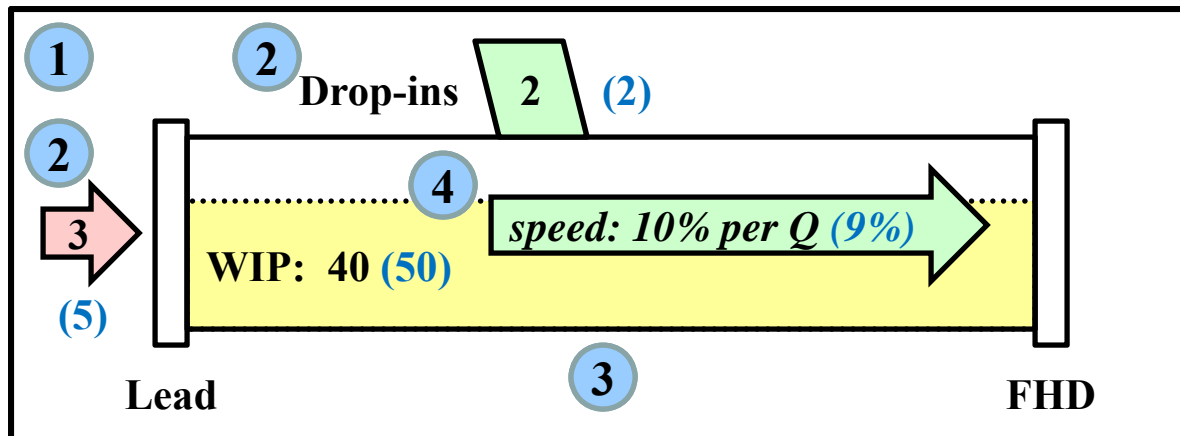 1
2
Drop-ins
2
(2)
2
3
(5)
4
speed: 10% per Q (9%)
WIP: 40 (50)
3
Lead
FHD